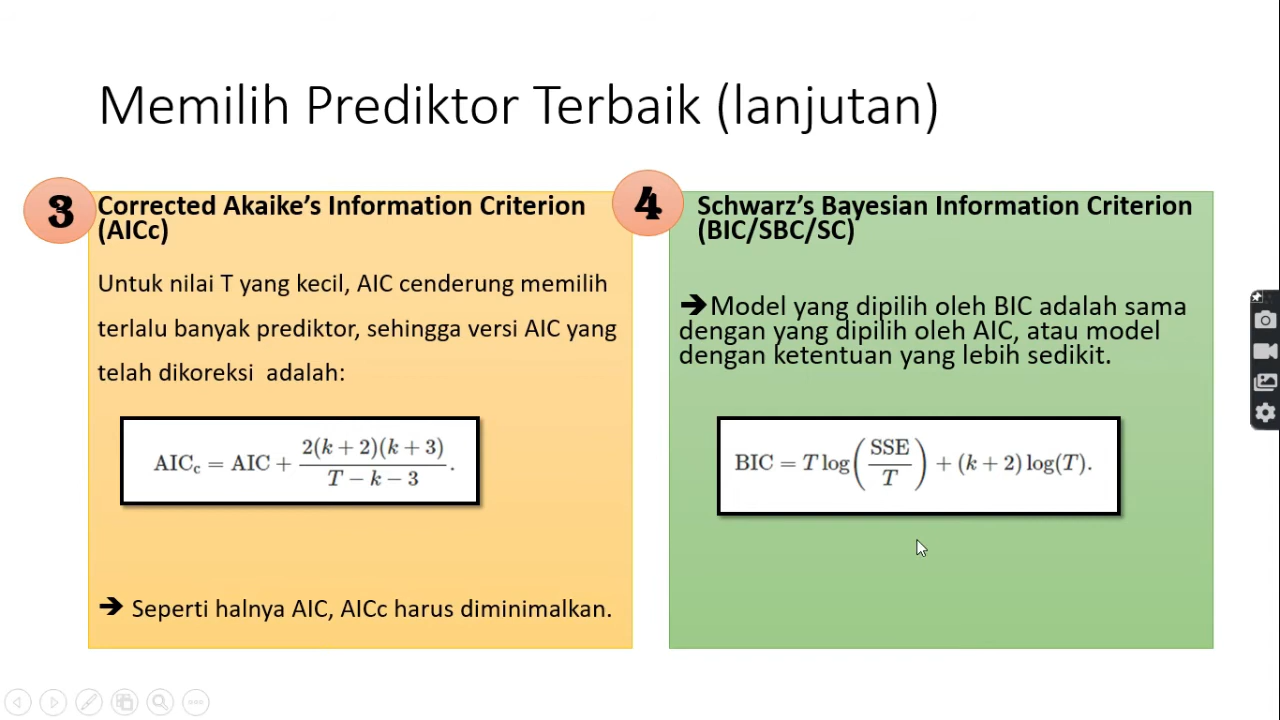 Memilih Prediktor Terbaik (lanjutan)
3
Corrected Akaike’s Information Criterion
(AICc)
Untuk nilai T yang kecil, AIC cenderung memilih
terlalu banyak prediktor, sehingga versi AIC yang
telah dikoreksi adalah:
AICc = AIC + 2(k + 2)(k + 3) / T − k − 3 .
➔ Seperti halnya AIC, AICc harus diminimalkan.
4
Schwarz’s Bayesian Information Criterion
(BIC/SBC/SC)
➔Model yang dipilih oleh BIC adalah sama
dengan yang dipilih oleh AIC, atau model
dengan ketentuan yang lebih sedikit.
BIC = T log(SSE / T) + (k + 2) log(T).